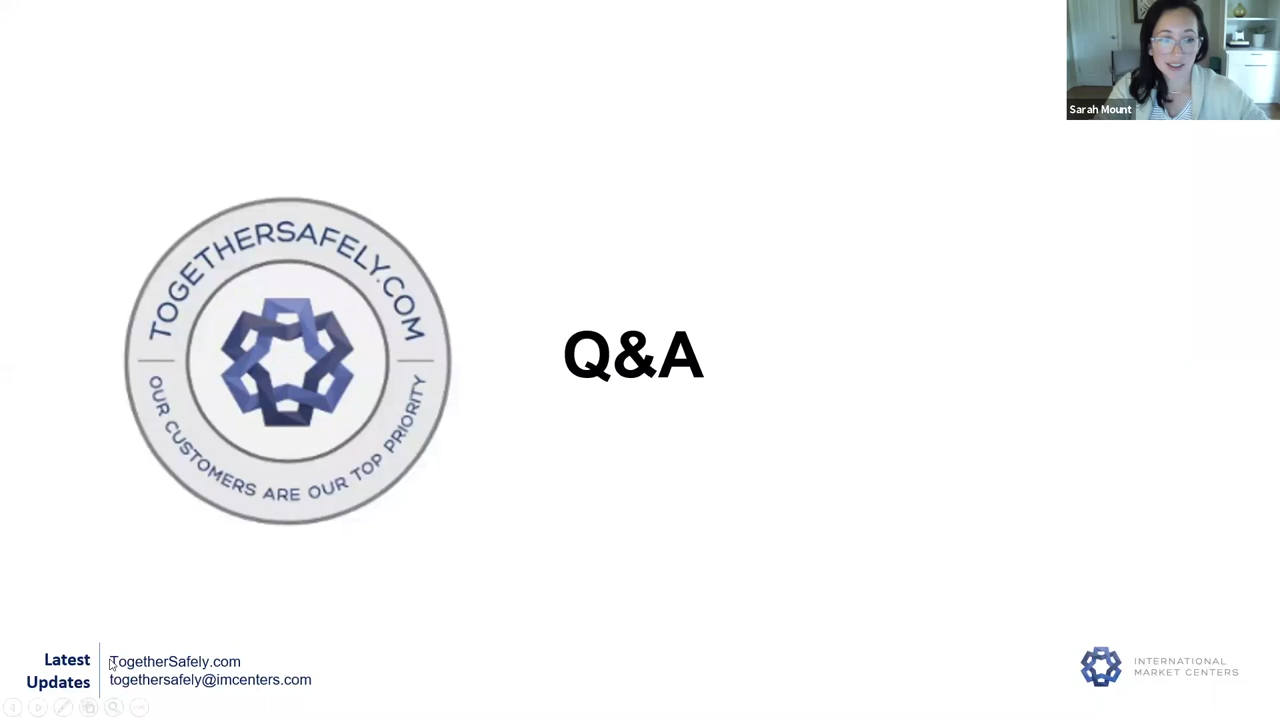 Sarah Mount
TOGETHERSAFELY.COM
OUR CUSTOMERS ARE OUR TOP PRIORITY
Q&A
Latest
Updates
TogetherSafely.com
togethersafely@imcenters.com
INTERNATIONAL
MARKET CENTERS